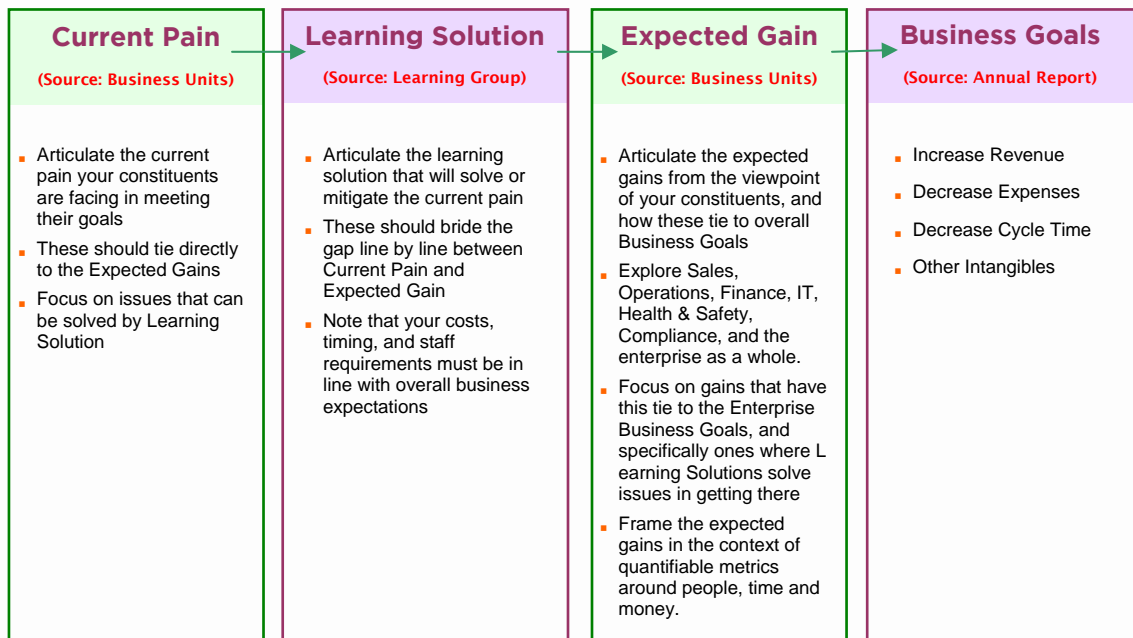 Current Pain
(Source: Business Units)
Articulate the current
pain your constituents
are facing in meeting
their goals
These should tie directly
to the Expected Gains
Focus on issues that can
be solved by Learning
Solution
Learning Solution
(Source: Learning Group)
Articulate the learning
solution that will solve or
mitigate the current pain
These should bride the
gap line by line between
Current Pain and
Expected Gain
Note that your costs,
timing, and staff
requirements must be in
line with overall business
expectations
Expected Gain
(Source: Business Units)
Articulate the expected
gains from the viewpoint
of your constituents, and
how these tie to overall
Business Goals
Explore Sales,
Operations, Finance, IT,
Health & Safety,
Compliance, and the
enterprise as a whole.
Focus on gains that have
this tie to the Enterprise
Business Goals, and
specifically ones where L
earning Solutions solve
issues in getting there
Frame the expected
gains in the context of
quantifiable metrics
around people, time and
money.
Business Goals
(Source: Annual Report)
Increase Revenue
Decrease Expenses
Decrease Cycle Time
Other Intangibles